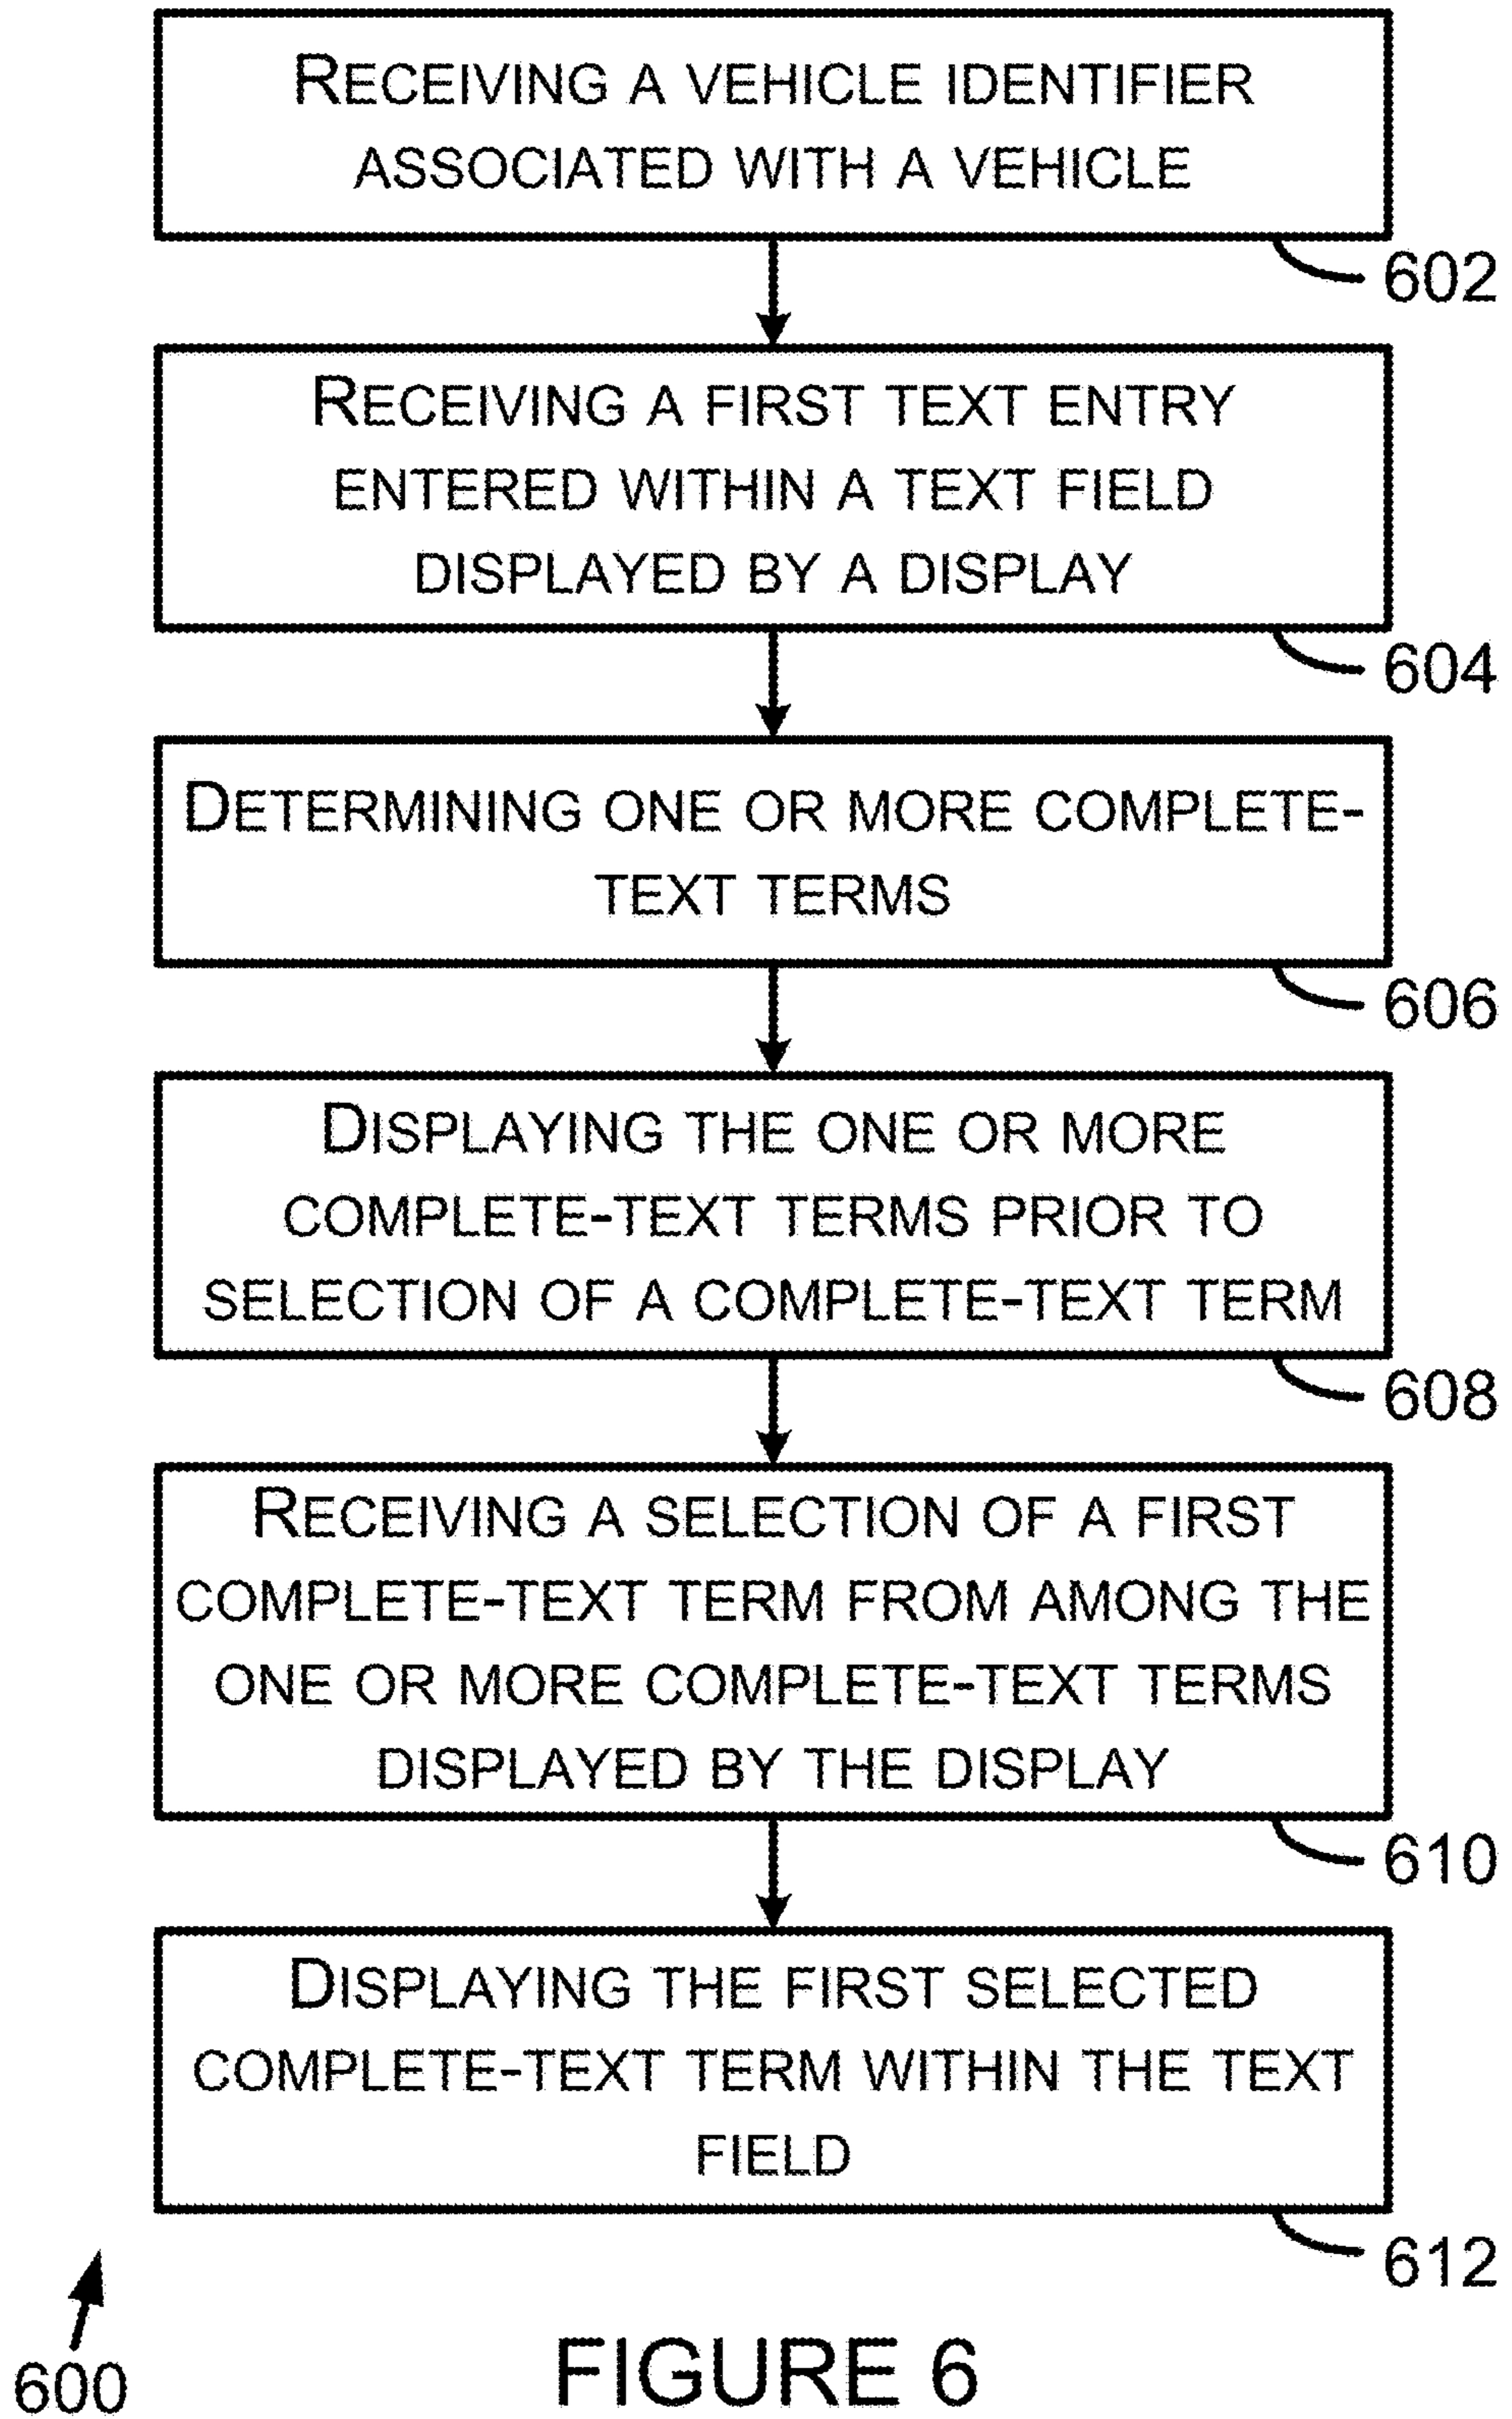 RECEIVING A VEHICLE IDENTIFIER
ASSOCIATED WITH A VEHICLE
602
RECEIVING A FIRST TEXT ENTRY
ENTERED WITHIN A TEXT FIELD
DISPLAYED BY A DISPLAY
604
DETERMINING ONE OR MORE COMPLETE-
TEXT TERMS
606
DISPLAYING THE ONE OR MORE
COMPLETE-TEXT TERMS PRIOR TO
SELECTION OF A COMPLETE-TEXT TERM
608
RECEIVING A SELECTION OF A FIRST
COMPLETE-TEXT TERM FROM AMONG THE
ONE OR MORE COMPLETE-TEXT TERMS
DISPLAYED BY THE DISPLAY
610
DISPLAYING THE FIRST SELECTED
COMPLETE-TEXT TERM WITHIN THE TEXT
FIELD
612
600
FIGURE 6